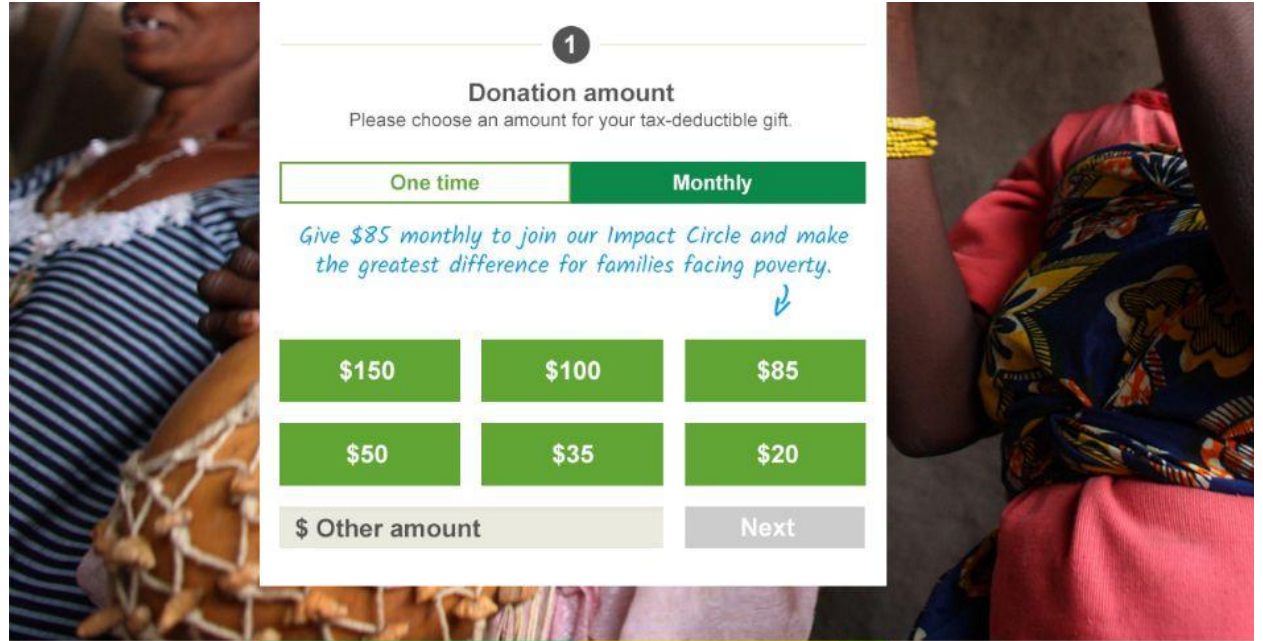 1
Donation amount
Please choose an amount for your tax-deductible gift.
One time Monthly
Give $85 monthly to join our Impact Circle and make
the greatest difference for families facing poverty.
$150 $100 $85
$50 $35 $20
$ Other amount Next